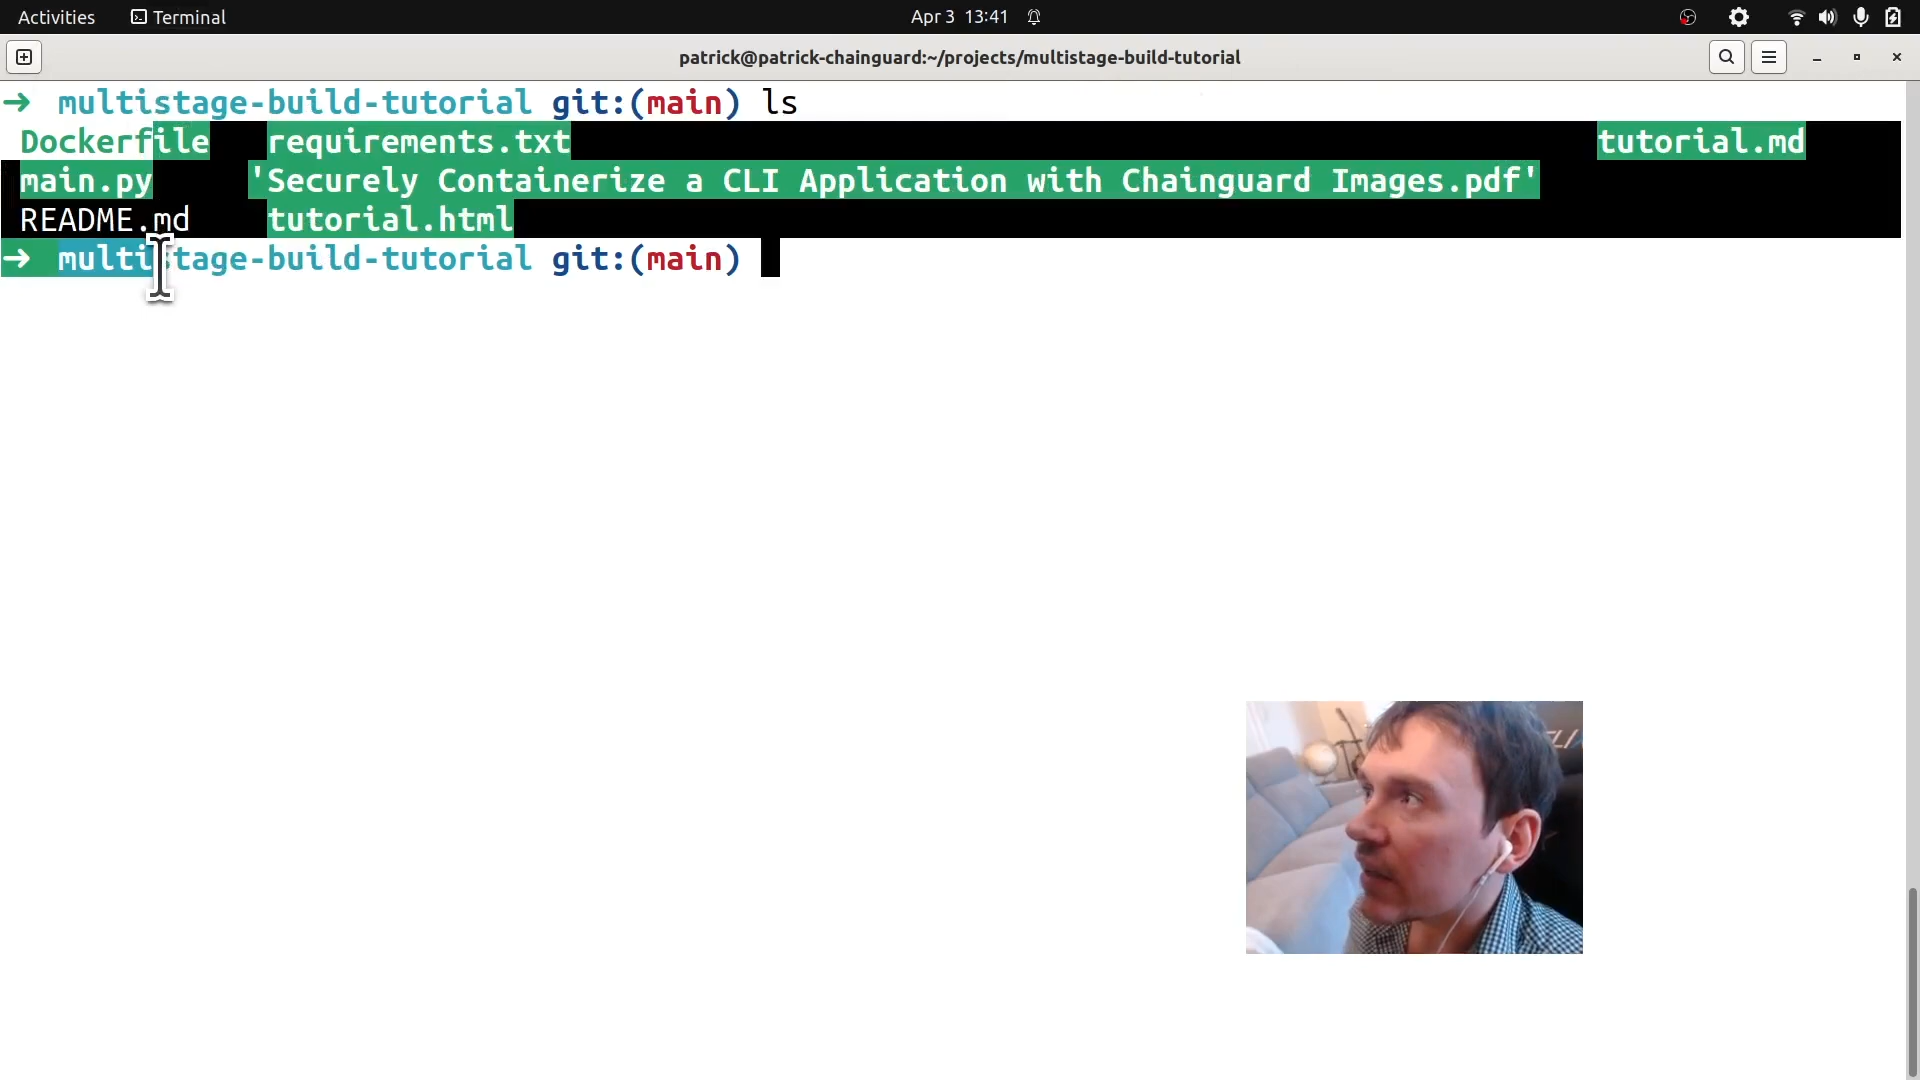 Activities Terminal Apr 3 13:41
patrick@patrick-chainguard:~/projects/multistage-build-tutorial
➜ multistage-build-tutorial git:(main) ls
Dockerfile requirements.txt tutorial.md
main.py 'Securely Containerize a CLI Application with Chainguard Images.pdf'
README.md tutorial.html
➜ multistage-build-tutorial git:(main)